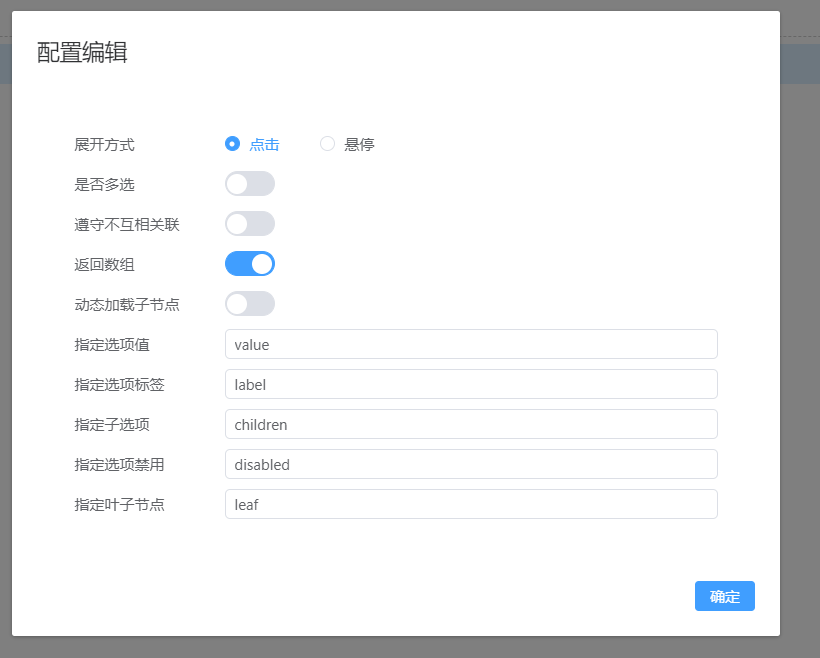 配置编辑
展开方式 点击 悬停
是否多选
遵守不互相关联
返回数组
动态加载子节点
指定选项值 value
指定选项标签 label
指定子选项 children
指定选项禁用 disabled
指定叶子节点 leaf
确定